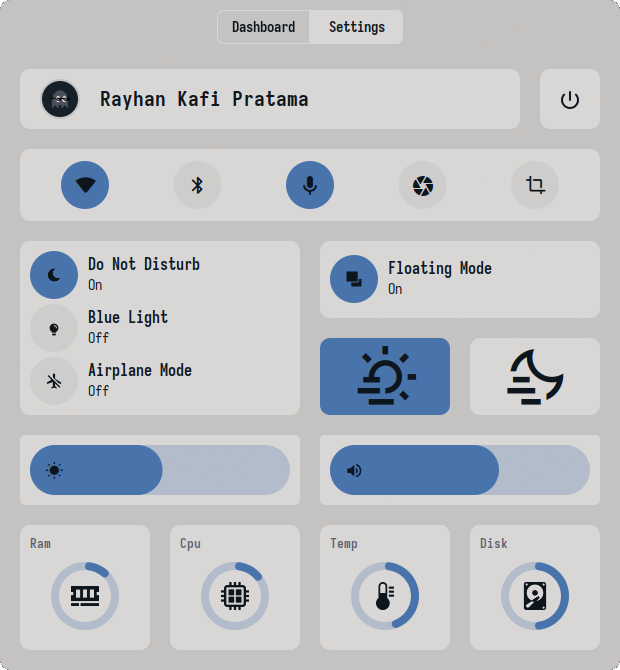 Dashboard Settings
Rayhan Kafi Pratama
Do Not Disturb
On
Blue Light
Off
Airplane Mode
Off
Floating Mode
On
Ram Cpu Temp Disk